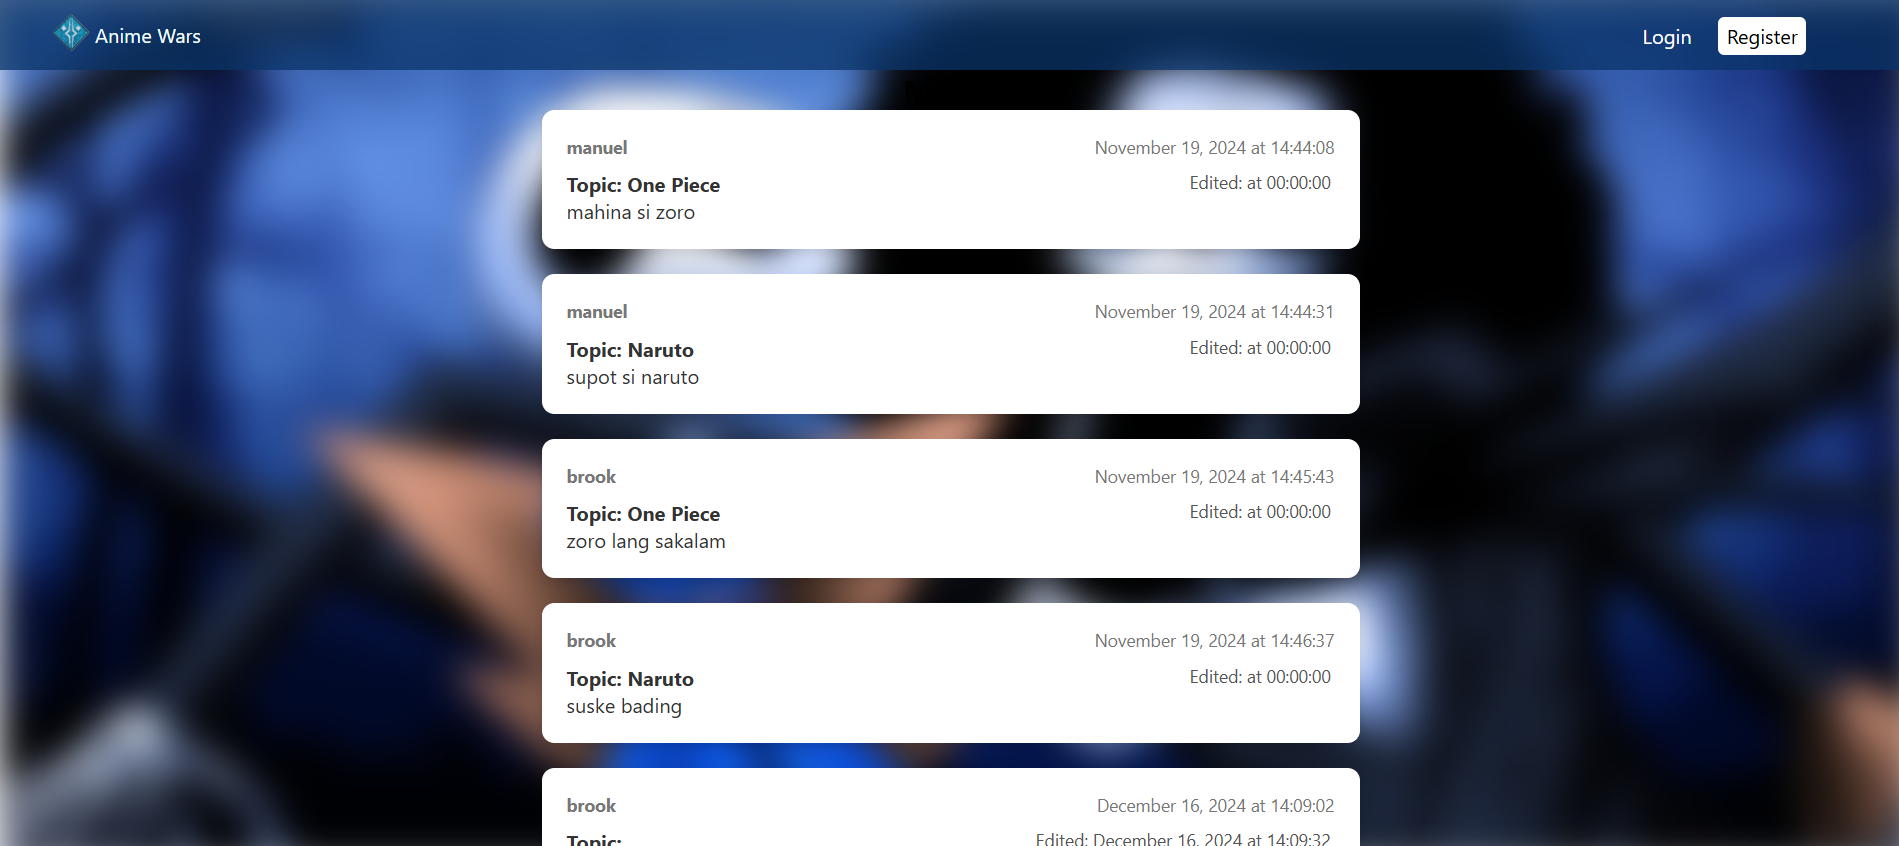 Anime Wars
Login
Register
manuel
November 19, 2024 at 14:44:08
Topic: One Piece
Edited: at 00:00:00
mahina si zoro
manuel
November 19, 2024 at 14:44:31
Topic: Naruto
Edited: at 00:00:00
supot si naruto
brook
November 19, 2024 at 14:45:43
Topic: One Piece
Edited: at 00:00:00
zoro lang sakalam
brook
November 19, 2024 at 14:46:37
Topic: Naruto
Edited: at 00:00:00
suske bading
brook
December 16, 2024 at 14:09:02
Topic:
Edited: December 16, 2024 at 14:09:32